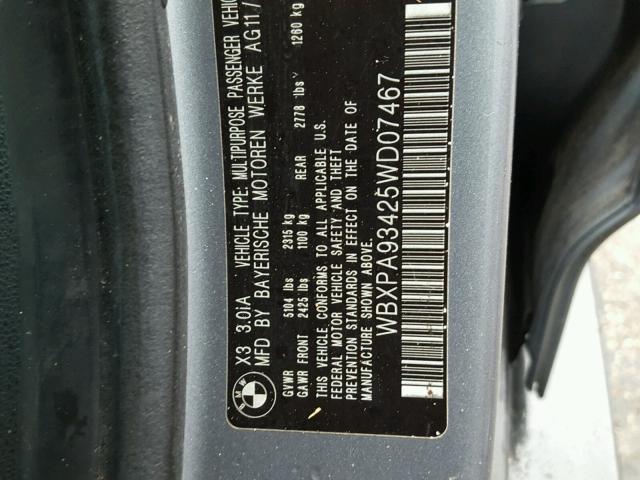 X3 3.0iA VEHICLE TYPE: MULTIPURPOSE PASSENGER VEHIC
MFD BY BAYERISCHE MOTOREN WERKE AG11/
BMW
GVWR 5104 lbs 2315 kg
GAWR FRONT 2425 lbs 1100 kg REAR 2778 lbs 1260 kg
THIS VEHICLE CONFORMS TO ALL APPLICABLE U.S.
FEDERAL MOTOR VEHICLE SAFETY AND THEFT
PREVENTION STANDARDS IN EFFECT ON THE DATE OF
MANUFACTURE SHOWN ABOVE.
WBXPA93425WD07467